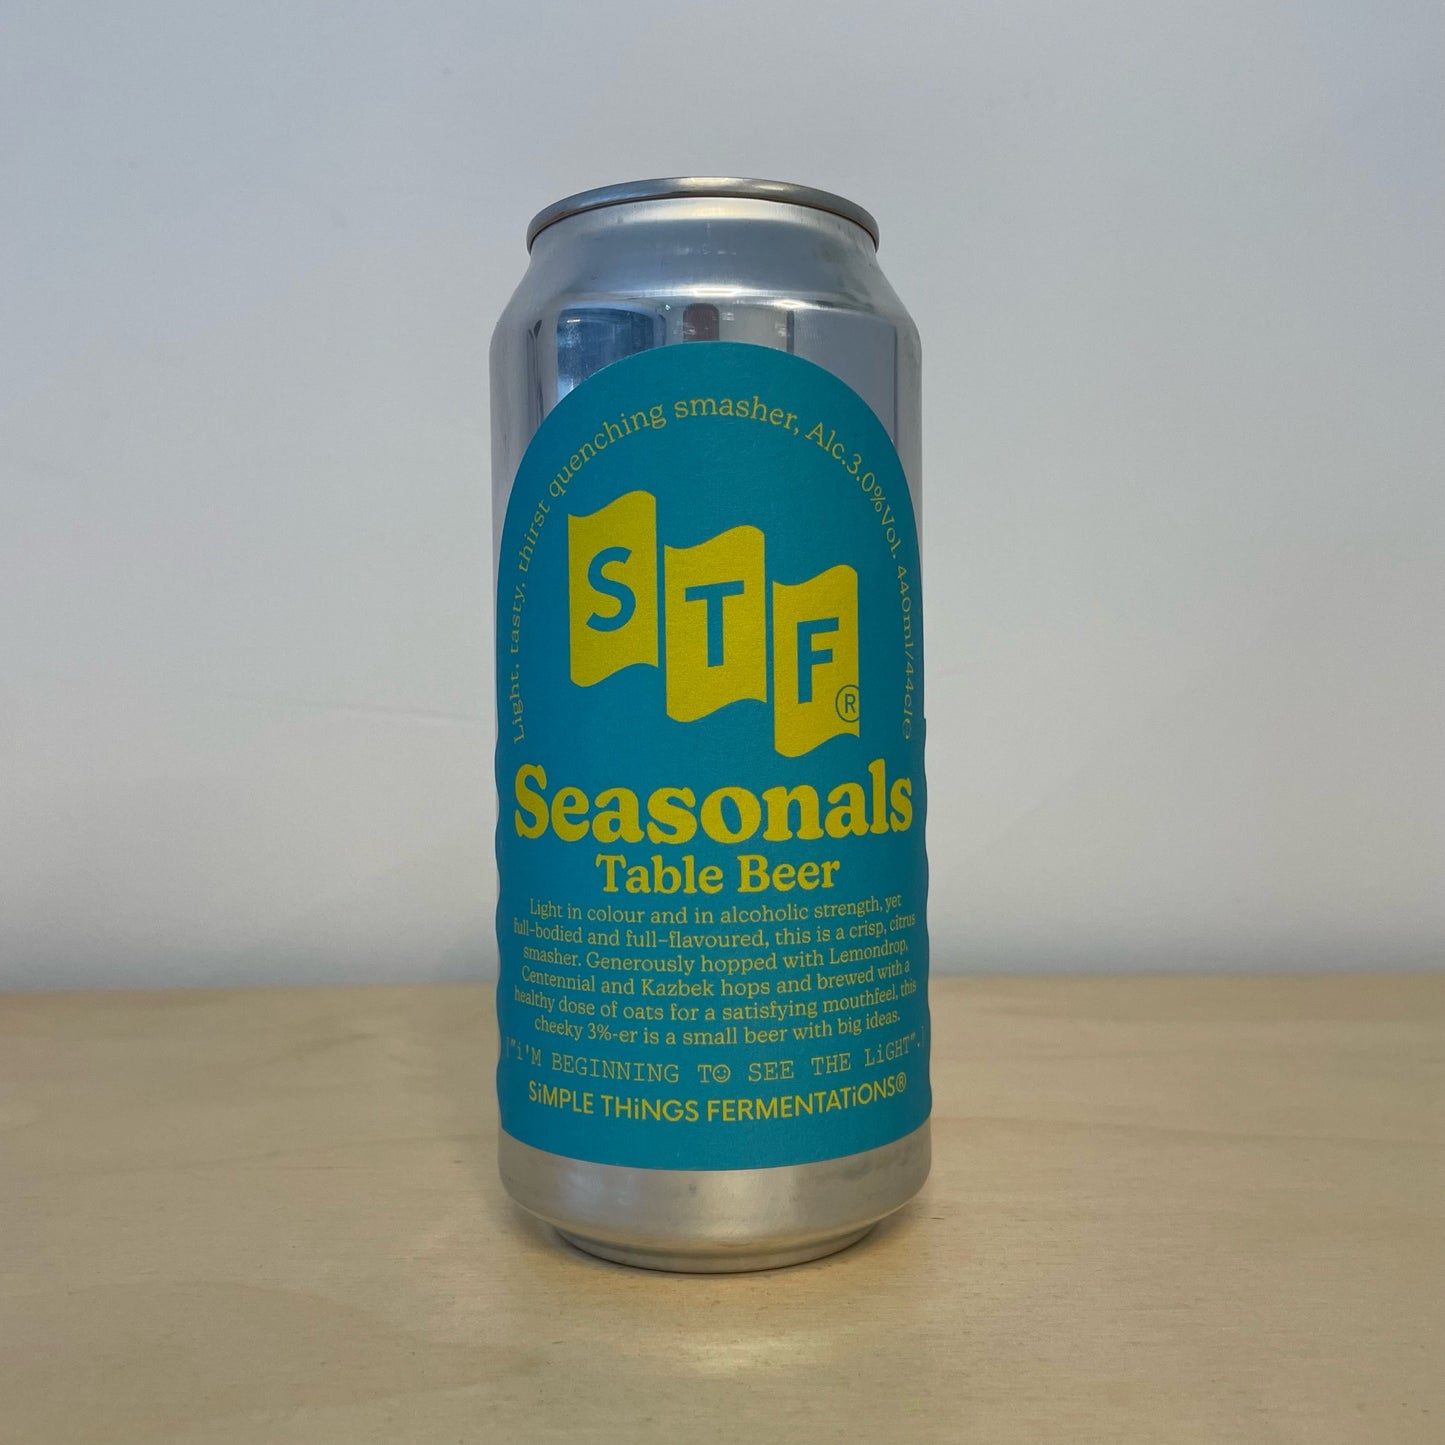 Light, tasty, thirst quenching smasher, Alc.3.0%Vol. 440ml/44cl℮
S T F ®
Seasonals
Table Beer
Light in colour and in alcoholic strength, yet
full-bodied and full-flavoured, this is a crisp, citrus
smasher. Generously hopped with Lemondrop,
Centennial and Kazbek hops and brewed with a
healthy dose of oats for a satisfying mouthfeel, this
cheeky 3%-er is a small beer with big ideas.
["i'M BEGINNING TO SEE THE LiGHT".]
SiMPLE THiNGS FERMENTATiONS®